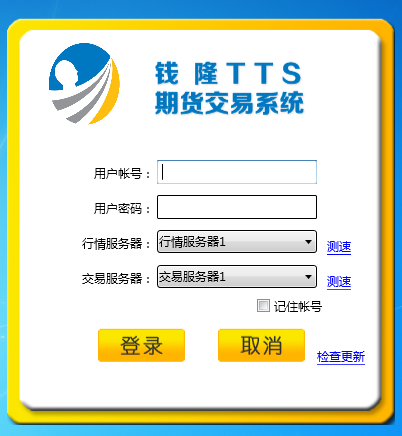 钱 隆 T T S
期货交易系统
用户帐号：
用户密码：
行情服务器： 行情服务器1 测速
交易服务器： 交易服务器1 测速
记住帐号
登录 取消 检查更新